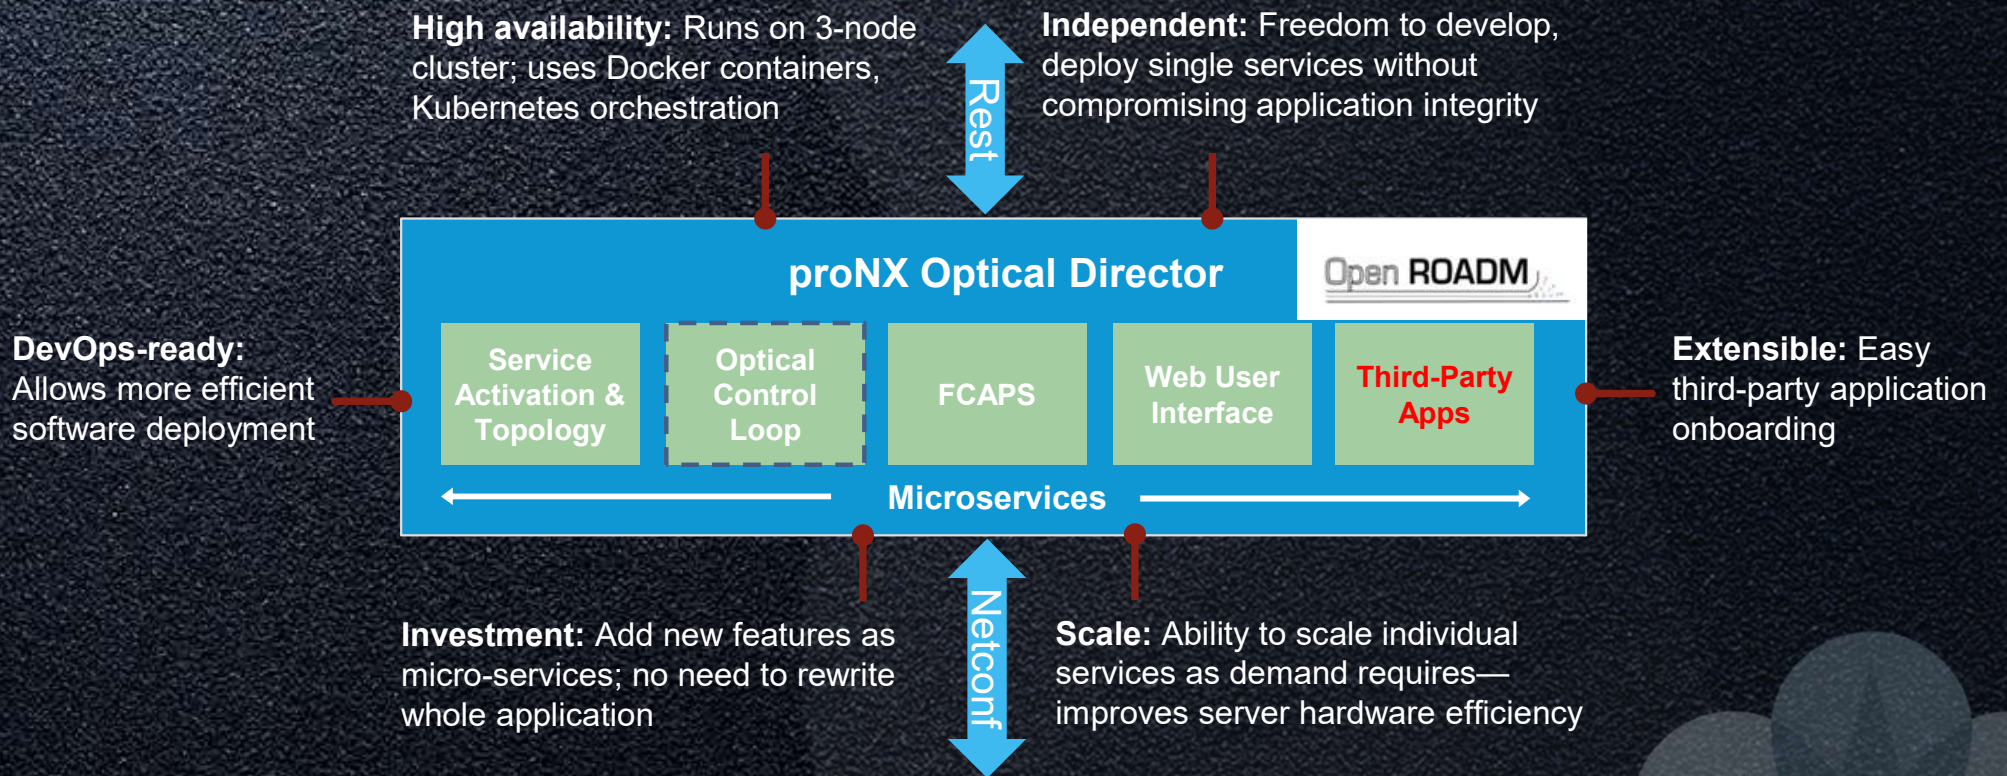 High availability: Runs on 3-node
cluster; uses Docker containers,
Kubernetes orchestration
Rest
Independent: Freedom to develop,
deploy single services without
compromising application integrity
proNX Optical Director
Open ROADM
DevOps-ready:
Allows more efficient
software deployment
Service
Activation &
Topology
Optical
Control
Loop
FCAPS
Web User
Interface
Third-Party
Apps
Extensible: Easy
third-party application
onboarding
Microservices
Investment: Add new features as
micro-services; no need to rewrite
whole application
Netconf
Scale: Ability to scale individual
services as demand requires—
improves server hardware efficiency